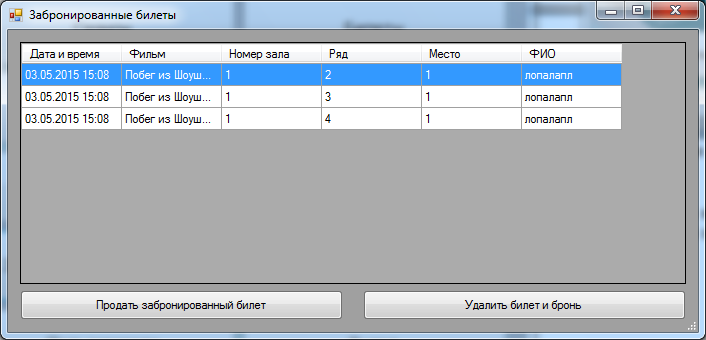 Забронированные билеты
Дата и время Фильм Номер зала Ряд Место ФИО
03.05.2015 15:08 Побег из Шоуш... 1 2 1 лопалапл
03.05.2015 15:08 Побег из Шоуш... 1 3 1 лопалапл
03.05.2015 15:08 Побег из Шоуш... 1 4 1 лопалапл
Продать забронированный билет Удалить билет и бронь